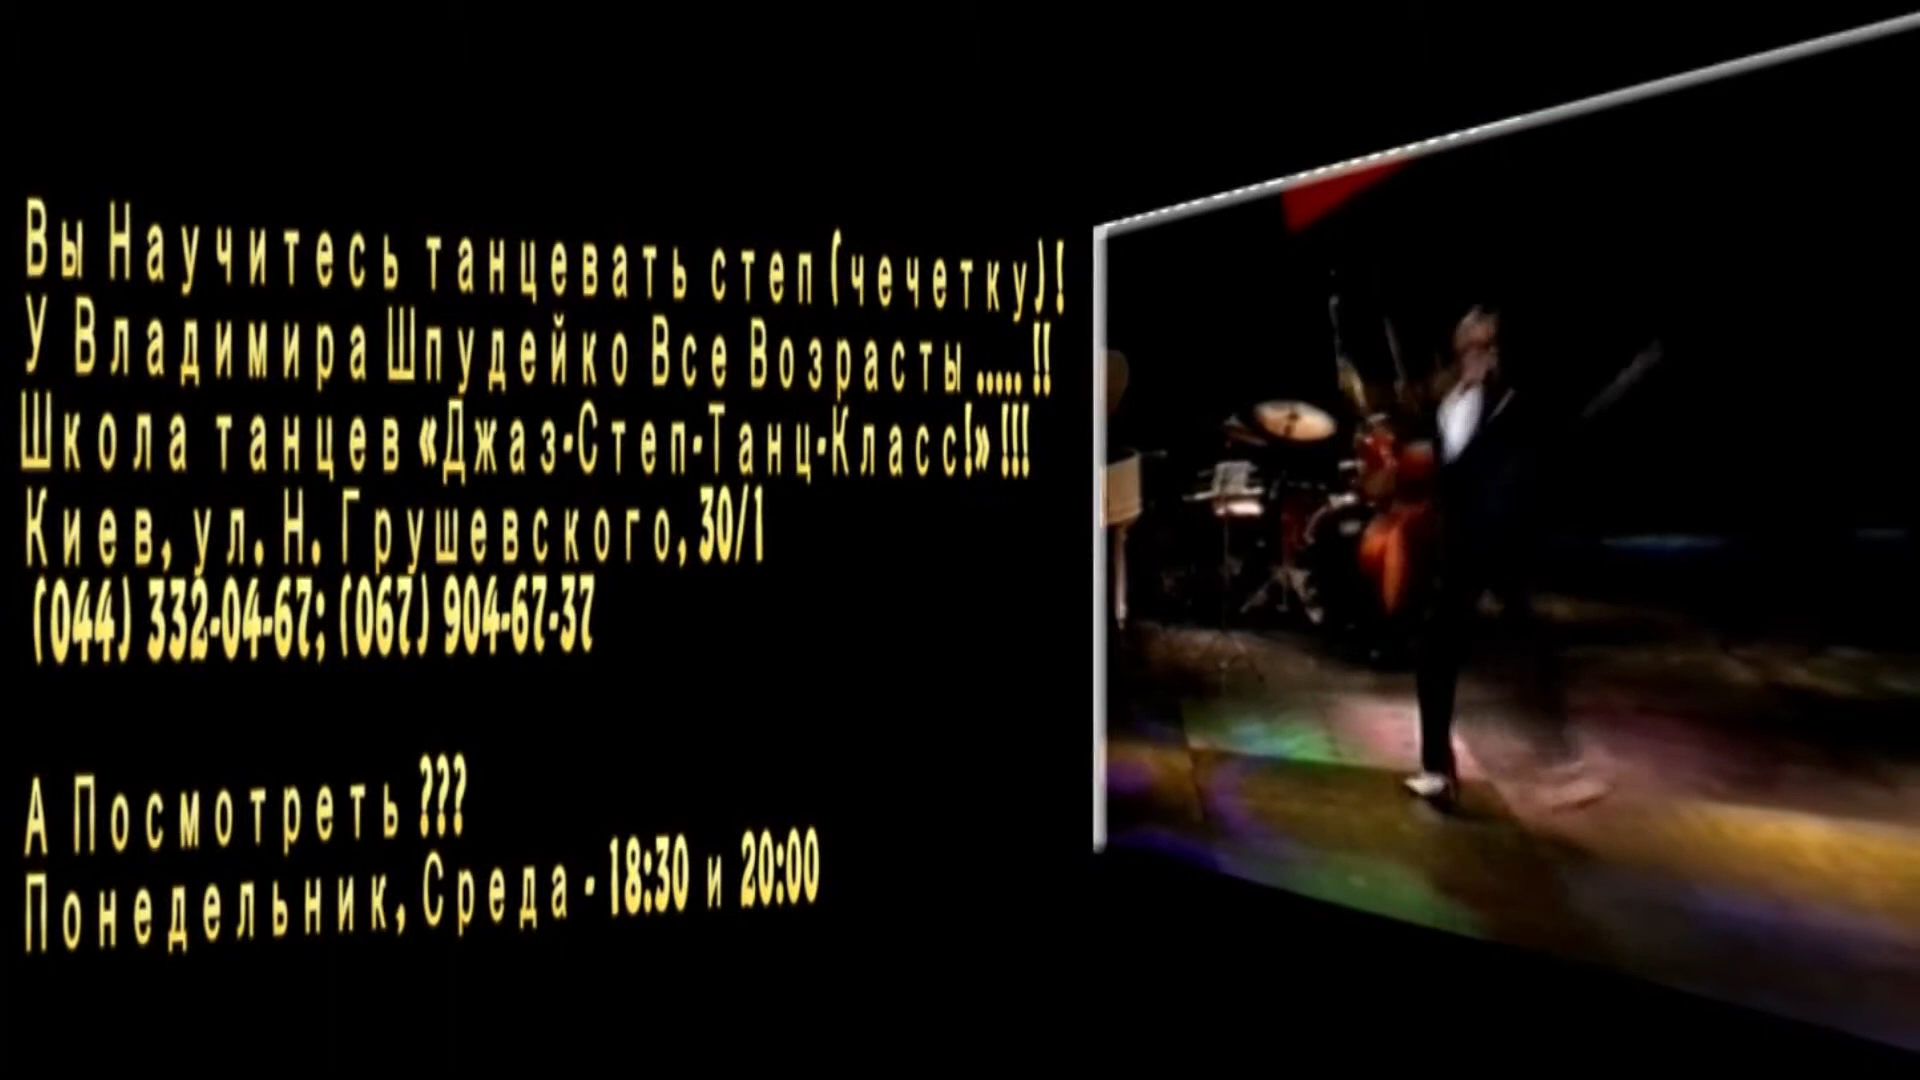 Вы Научитесь танцевать степ (чечетку)!
У Владимира Шпудейко Все Возрасты ..... !!
Школа танцев «Джаз-Степ-Танц-Класс!» !!!
Киев, ул. Н. Грушевского, 30/1
(044) 332-04-67; (067) 904-67-37
А Посмотреть ???
Понедельник, Среда - 18:30 и 20:00